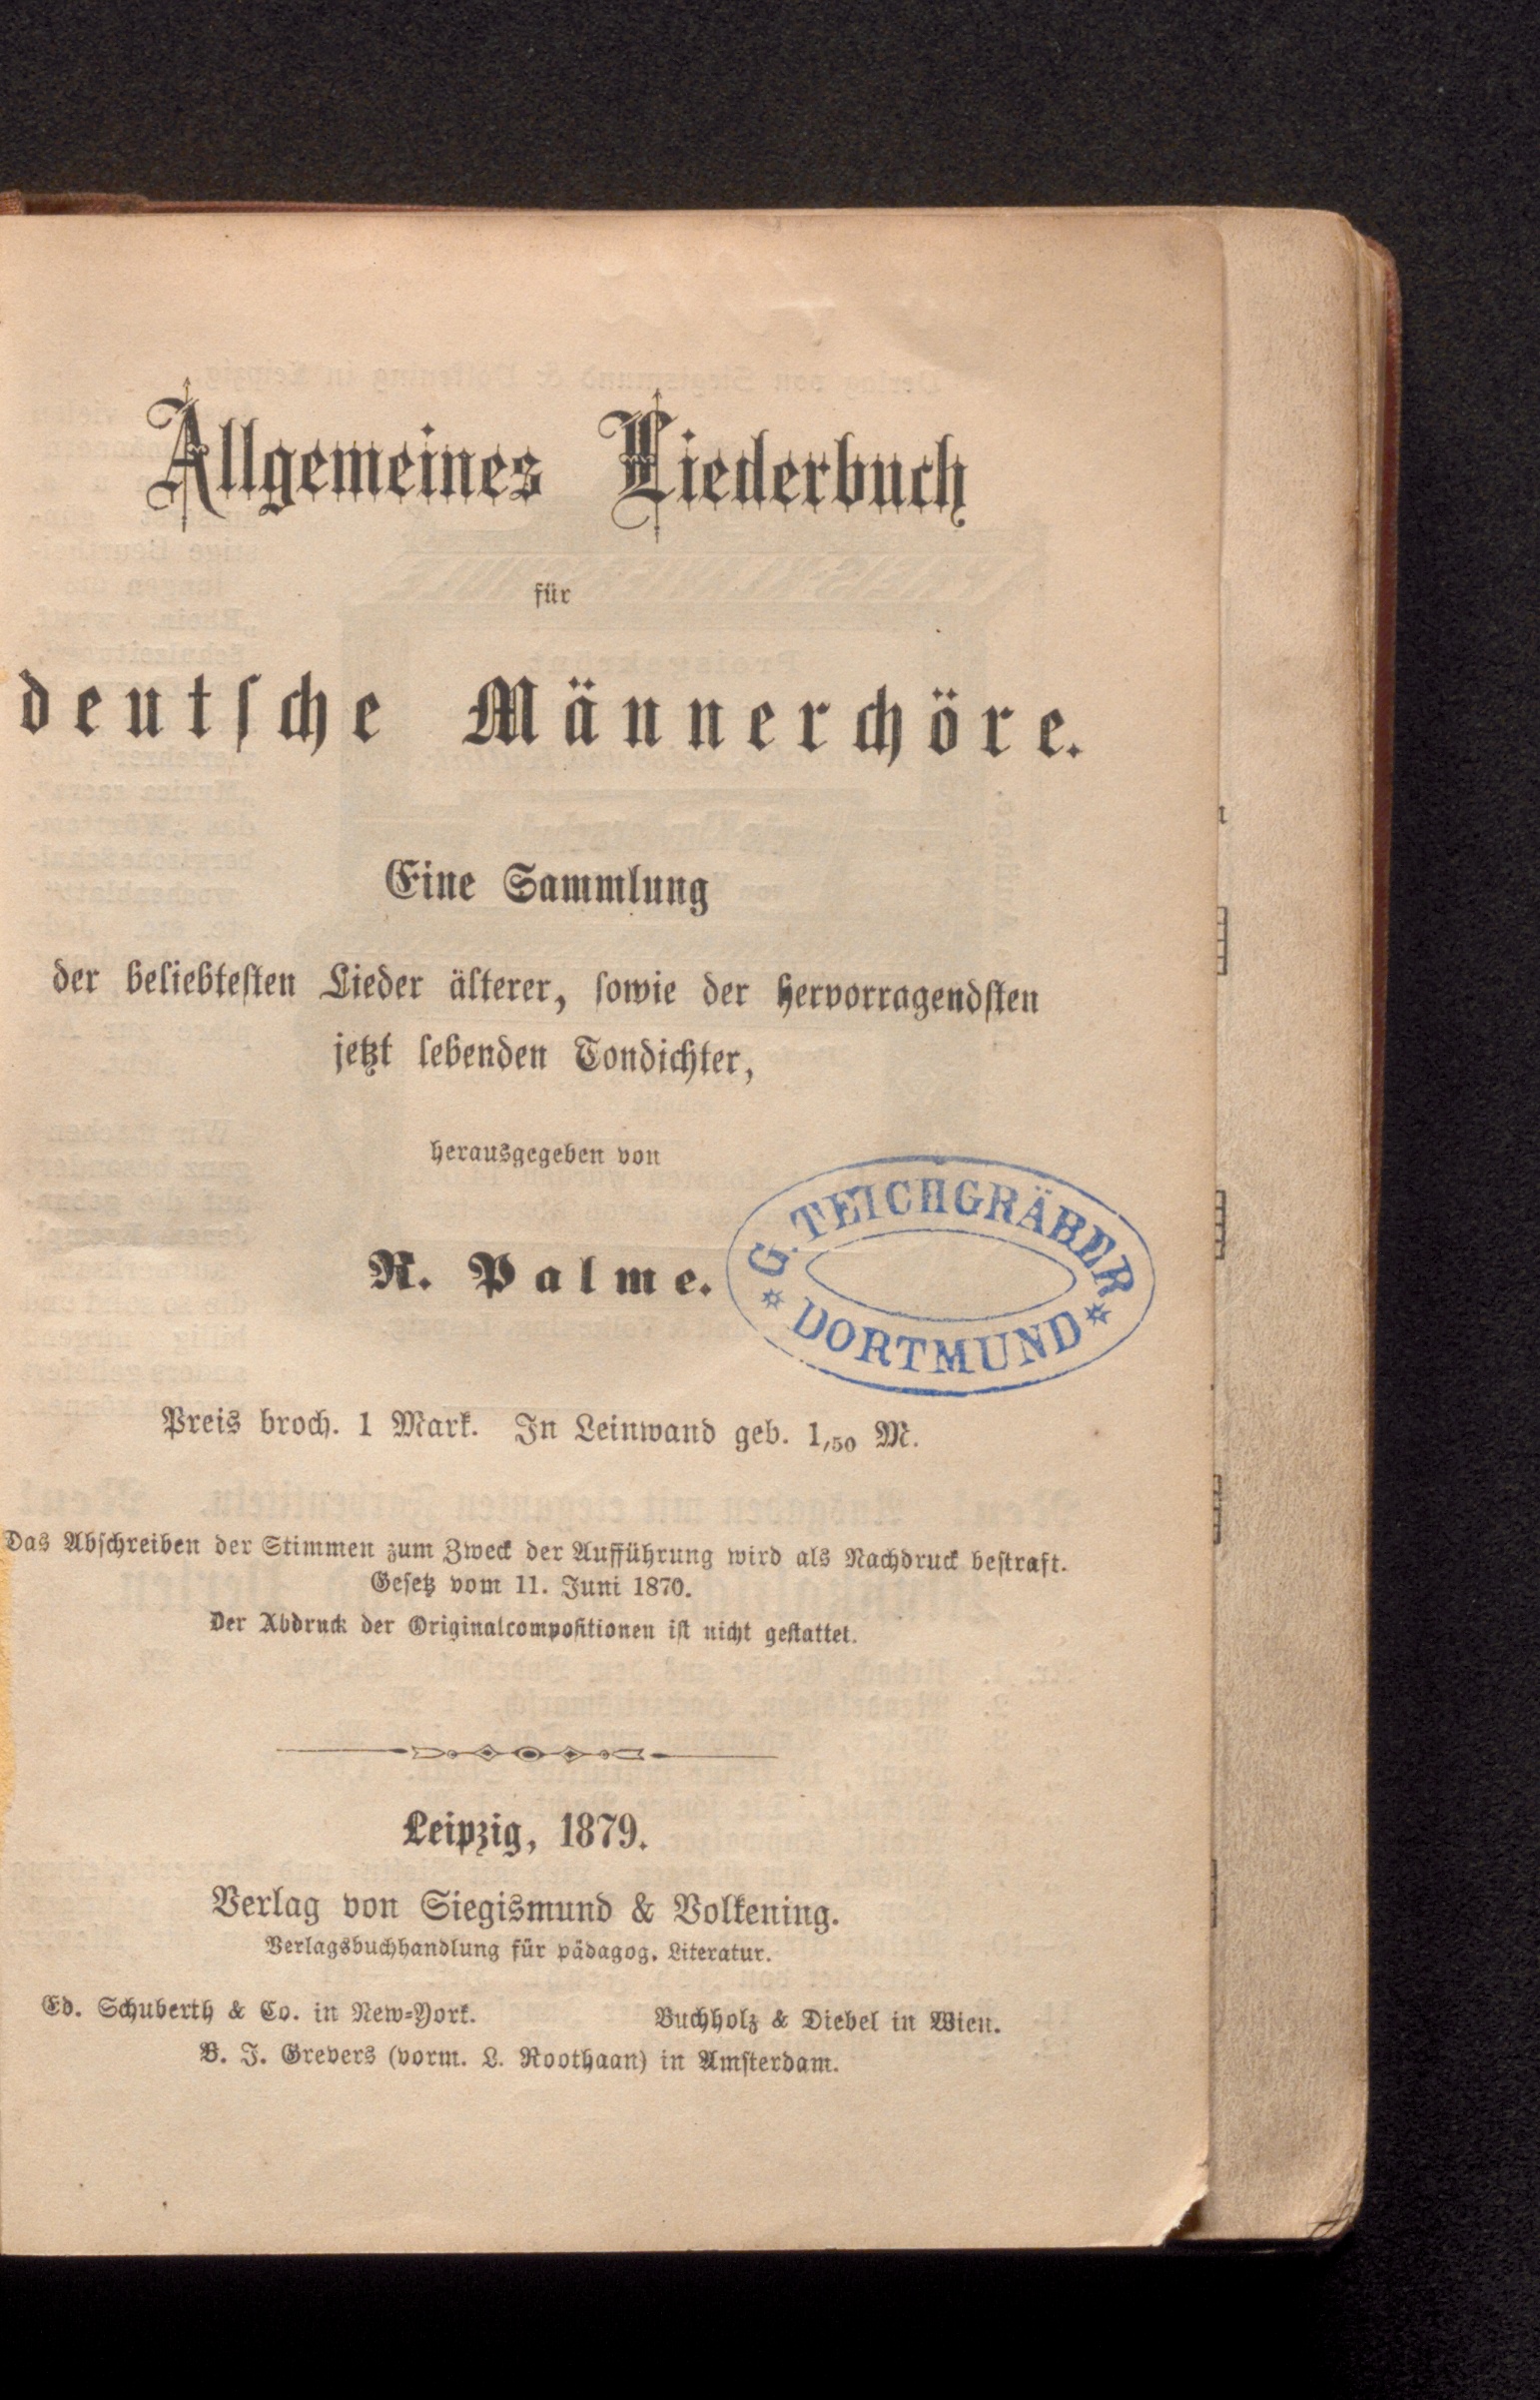 Allgemeines Liederbuch
für
deutsche Männerchöre.
Eine Sammlung
der beliebtesten Lieder älterer, sowie der hervorragendsten
jetzt lebenden Tondichter,
herausgegeben von
R. Palme.
G. TEICHGRÄBER
DORTMUND
Preis broch. 1 Mark. In Leinwand geb. 1,50 M.
Das Abschreiben der Stimmen zum Zweck der Aufführung wird als Nachdruck bestraft.
Gesetz vom 11. Juni 1870.
Der Abdruck der Originalcompositionen ist nicht gestattet.
Leipzig, 1879.
Verlag von Siegismund & Volkening.
Verlagsbuchhandlung für pädagog. Literatur.
Ed. Schuberth & Co. in New-York. Buchholz & Diebel in Wien.
B. J. Grevers (vorm. L. Roothaan) in Amsterdam.